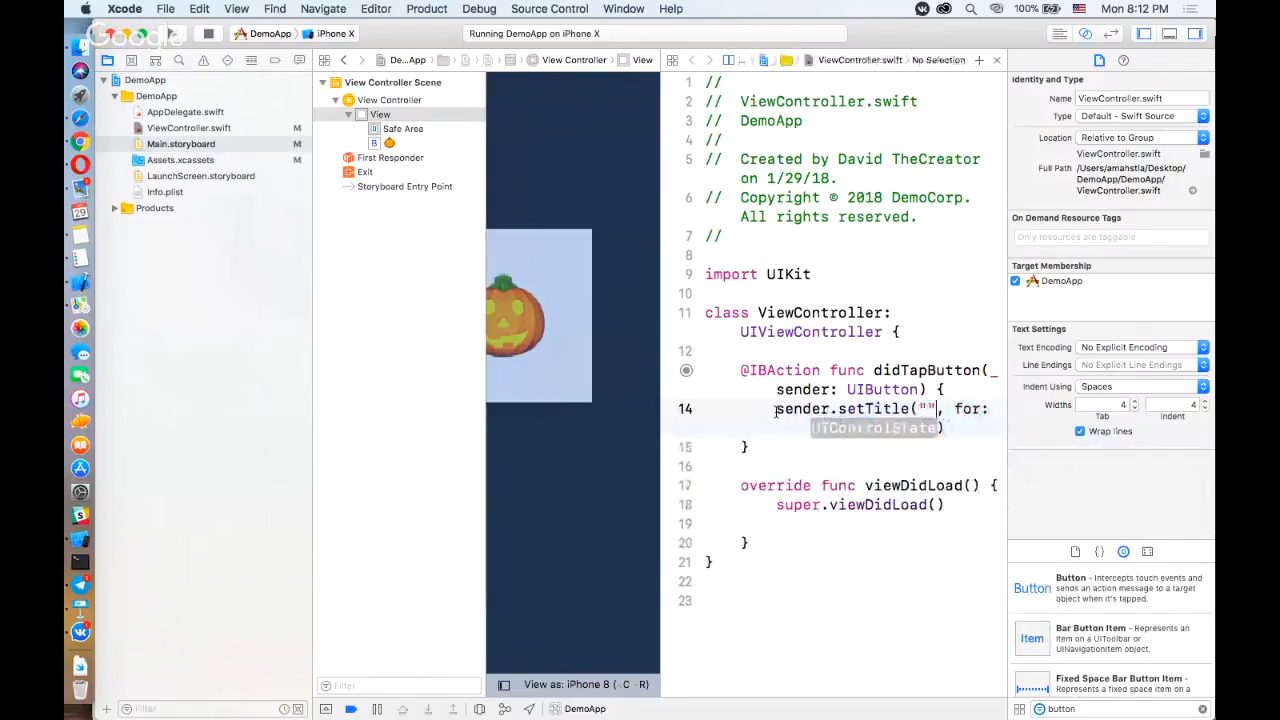 Xcode File Edit View Find Navigate Editor Product Debug Source Control Window Help 100% Mon 8:12 PM
Google
DemoApp iPhone X
Running DemoApp on iPhone X
DemoApp
DemoApp
AppDelegate.swift
ViewController.swift M
Main.storyboard
Assets.xcassets M
LaunchScreen.storyboard
Info.plist
Products
Filter
De...App View Controller View
View Controller Scene
View Controller
View
Safe Area
B
First Responder
Exit
Storyboard Entry Point
Filter
View as: iPhone 8
DemoApp
ViewController.swift No Selection
1 //
2 // ViewController.swift
3 // DemoApp
4 //
5 // Created by David TheCreator
on 1/29/18.
6 // Copyright © 2018 DemoCorp.
All rights reserved.
7 //
8
9 import UIKit
10
11 class ViewController:
UIViewController {
12
@IBAction func didTapButton(_
sender: UIButton) {
14 sender.setTitle("", for:
UIControlState)
15 }
16
17 override func viewDidLoad() {
18 super.viewDidLoad()
19
20 }
21 }
22
23
Identity and Type
Name ViewController.swift
Type Default - Swift Source
Location Relative to Group
ViewController.swift
Full Path /Users/amahstla/Desktop/
DemoApp/DemoApp/
ViewController.swift
On Demand Resource Tags
Only resources are taggable
Target Membership
DemoApp
Text Settings
Text Encoding No Explicit Encoding
Line Endings No Explicit Line Endings
Indent Using Spaces
Widths 4 4
Tab Indent
Wrap lines
Button Button - Intercepts touch events and
sends an action message to a target
object when it's tapped.
Item Bar Button Item - Represents an
item on a UIToolbar or
UINavigationItem object.
Fixed Space Bar Button Item -
Represents a fixed space item on a
button